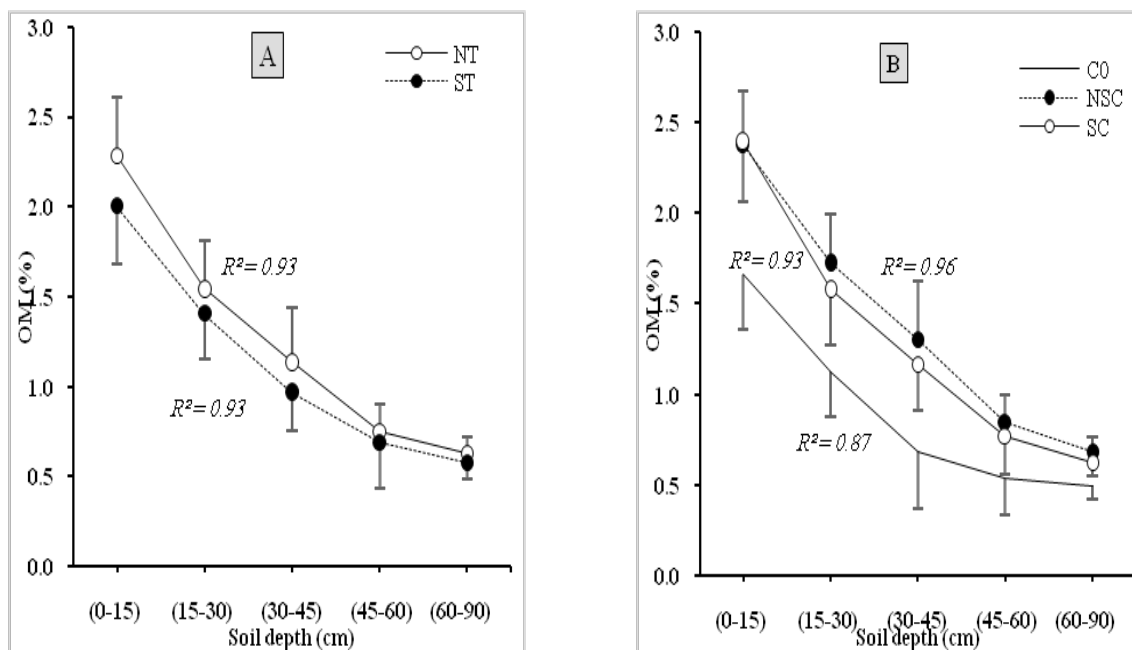 A
NT
ST
3.0
2.5
2.0
1.5
1.0
0.5
0.0
OM (%)
R² = 0.93
R² = 0.93
(0-15) (15-30) (30-45) (45-60) (60-90)
Soil depth (cm)
B
C0
NSC
SC
3.0
2.5
2.0
1.5
1.0
0.5
0.0
OM (%)
R² = 0.93
R² = 0.96
R² = 0.87
(0-15) (15-30) (30-45) (45-60) (60-90)
Soil depth (cm)